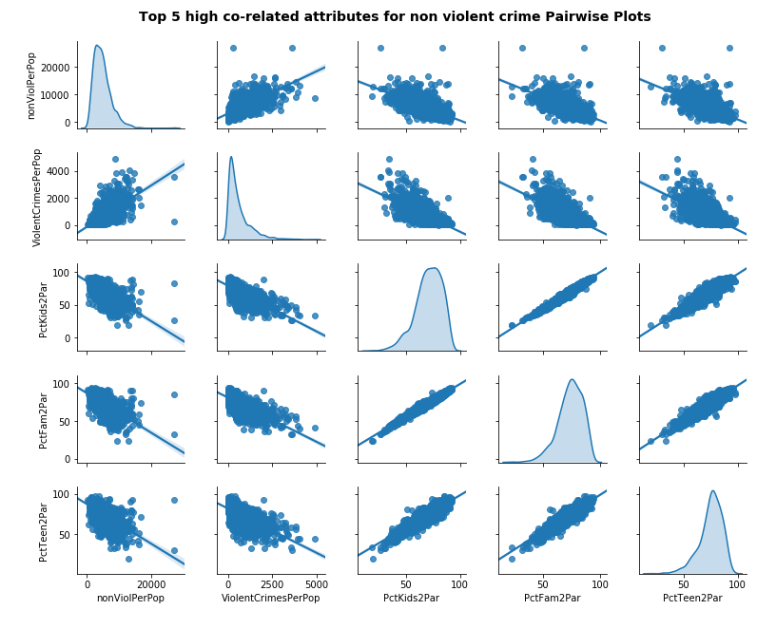 Top 5 high co-related attributes for non violent crime Pairwise Plots
nonViolPerPop
20000
10000
0
ViolentCrimesPerPop
4000
2000
0
PctKids2Par
100
50
0
PctFam2Par
100
50
0
PctTeen2Par
100
50
0 20000
0 2500 5000
50 100
50 100
50 100
nonViolPerPop
ViolentCrimesPerPop
PctKids2Par
PctFam2Par
PctTeen2Par